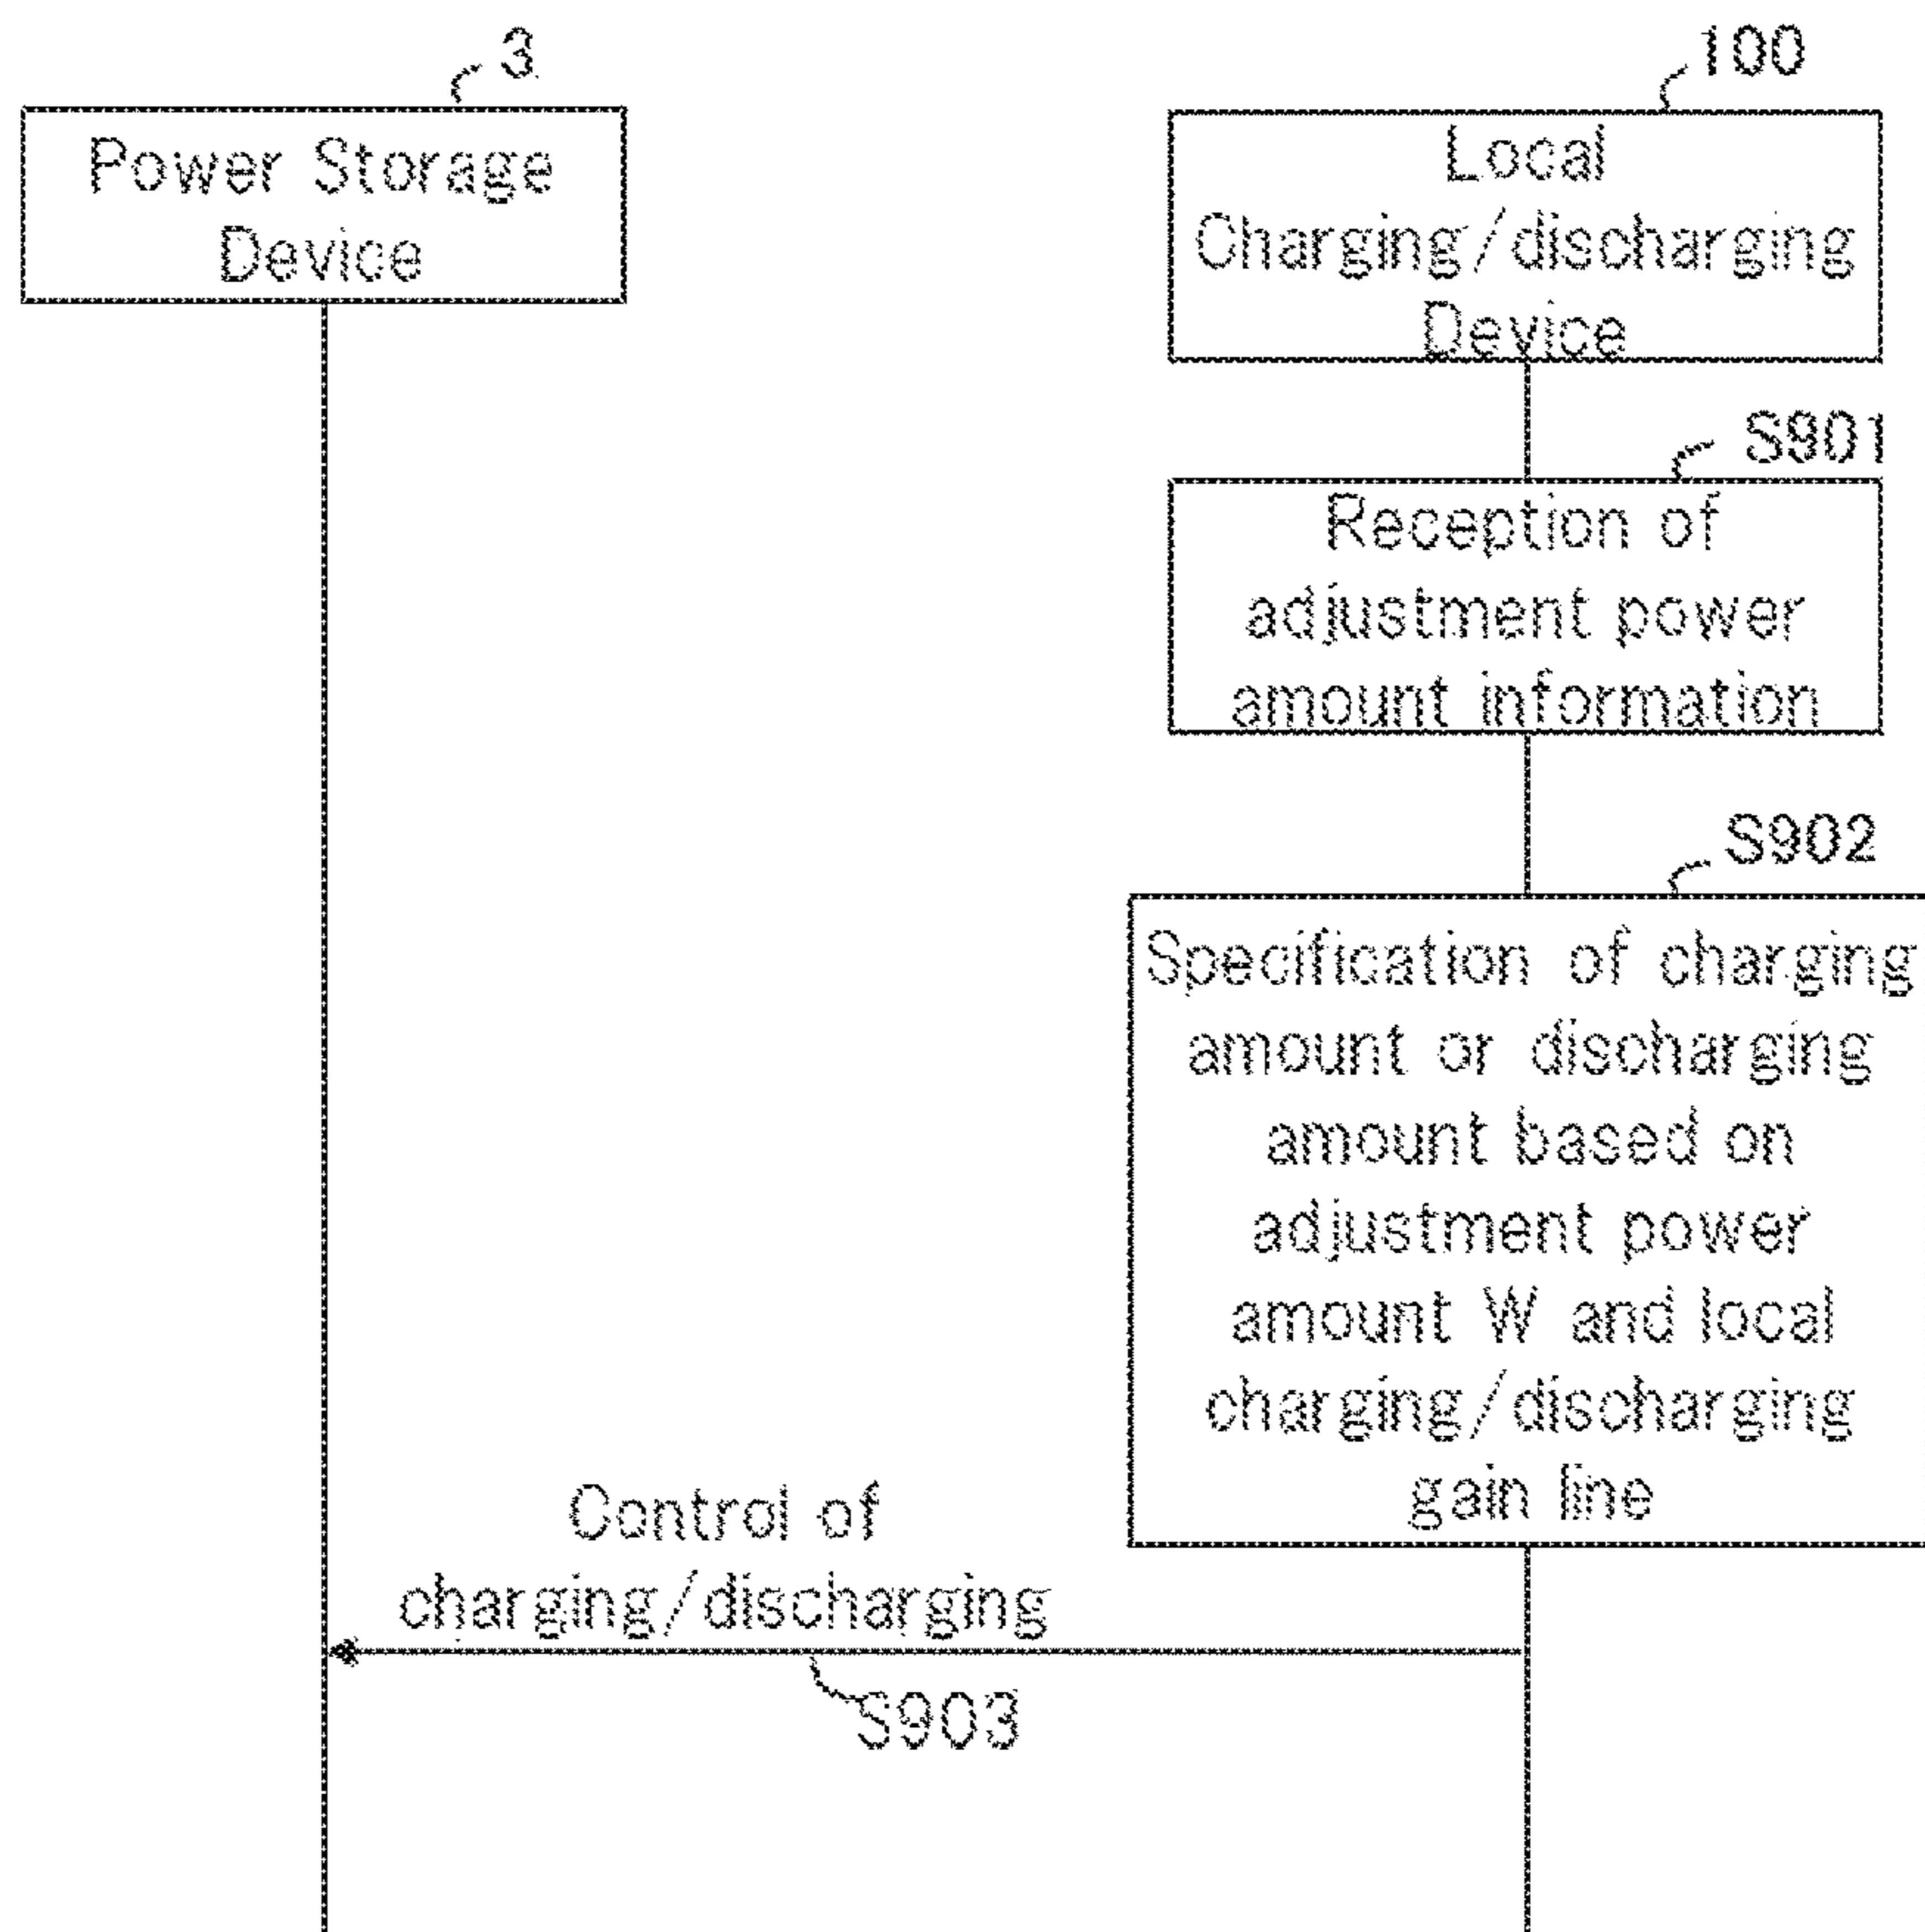 3
Power Storage
Device
100
Local
Charging/discharging
Device
S901
Reception of
adjustment power
amount information
S902
Specification of charging
amount or discharging
amount based on
adjustment power
amount W and local
charging/discharging
gain line
Control of
charging/discharging
S903